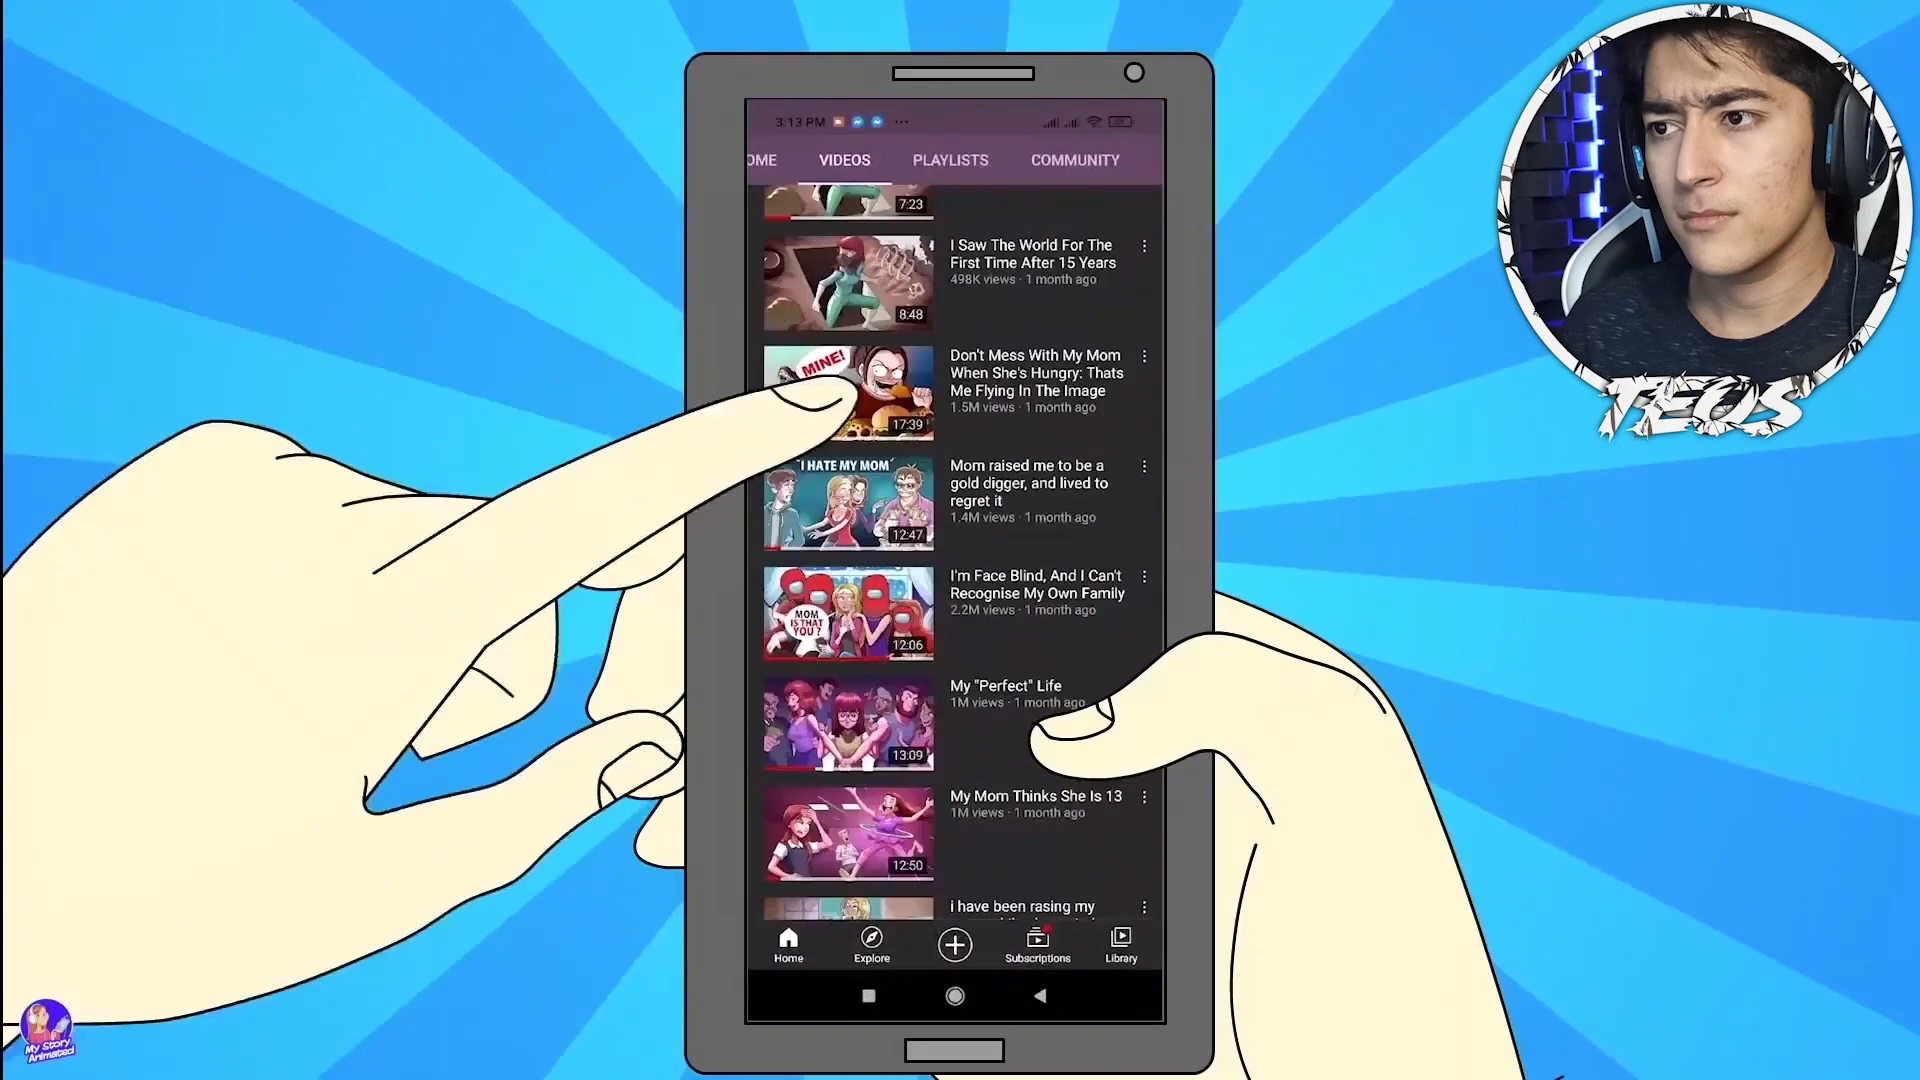 3:13 PM
OME VIDEOS PLAYLISTS COMMUNITY
7:23
I Saw The World For The
First Time After 15 Years
498K views · 1 month ago
8:48
MINE!
Don't Mess With My Mom
When She's Hungry: Thats
Me Flying In The Image
1.5M views · 1 month ago
17:39
"I HATE MY MOM"
Mom raised me to be a
gold digger, and lived to
regret it
1.4M views · 1 month ago
12:47
MOM
IS THAT
YOU?
I'm Face Blind, And I Can't
Recognise My Own Family
2.2M views · 1 month ago
12:06
My "Perfect" Life
1M views · 1 month ago
13:09
My Mom Thinks She Is 13
1M views · 1 month ago
12:50
i have been rasing my
Home Explore Subscriptions Library
TEOS
My Story
Animated